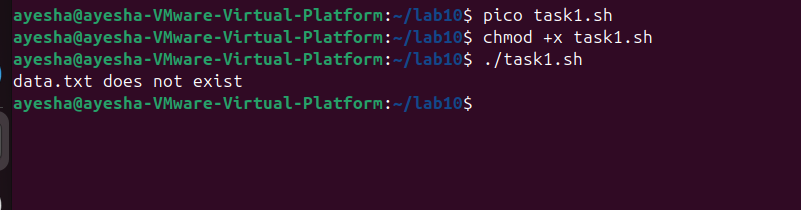 ayesha@ayesha-VMware-Virtual-Platform:~/lab10$ pico task1.sh
ayesha@ayesha-VMware-Virtual-Platform:~/lab10$ chmod +x task1.sh
ayesha@ayesha-VMware-Virtual-Platform:~/lab10$ ./task1.sh
data.txt does not exist
ayesha@ayesha-VMware-Virtual-Platform:~/lab10$